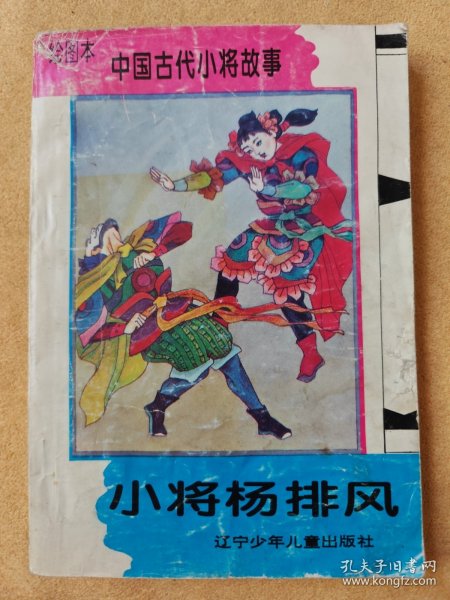 绘图本
中国古代小将故事
小将杨排风
辽宁少年儿童出版社
孔夫子旧书网
www.kongfz.com